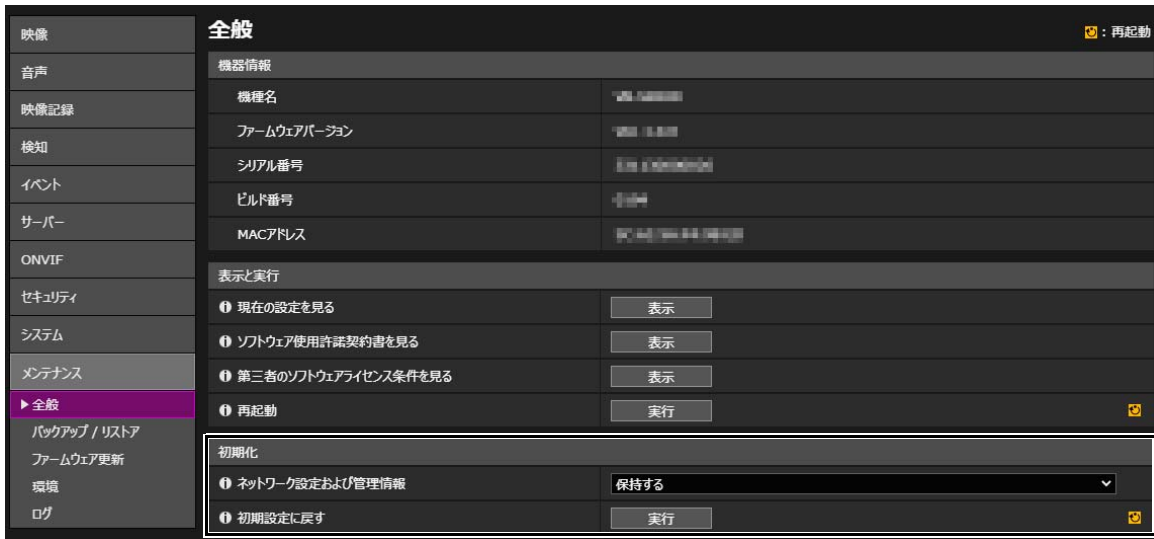 映像
音声
映像記録
検知
イベント
サーバー
ONVIF
セキュリティ
システム
メンテナンス
▶全般
バックアップ / リストア
ファームウェア更新
環境
ログ
全般
：再起動
機器情報
機種名
ファームウェアバージョン
シリアル番号
ビルド番号
MACアドレス
表示と実行
現在の設定を見る 表示
ソフトウェア使用許諾契約書を見る 表示
第三者のソフトウェアライセンス条件を見る 表示
再起動 実行
初期化
ネットワーク設定および管理情報 保持する
初期設定に戻す 実行